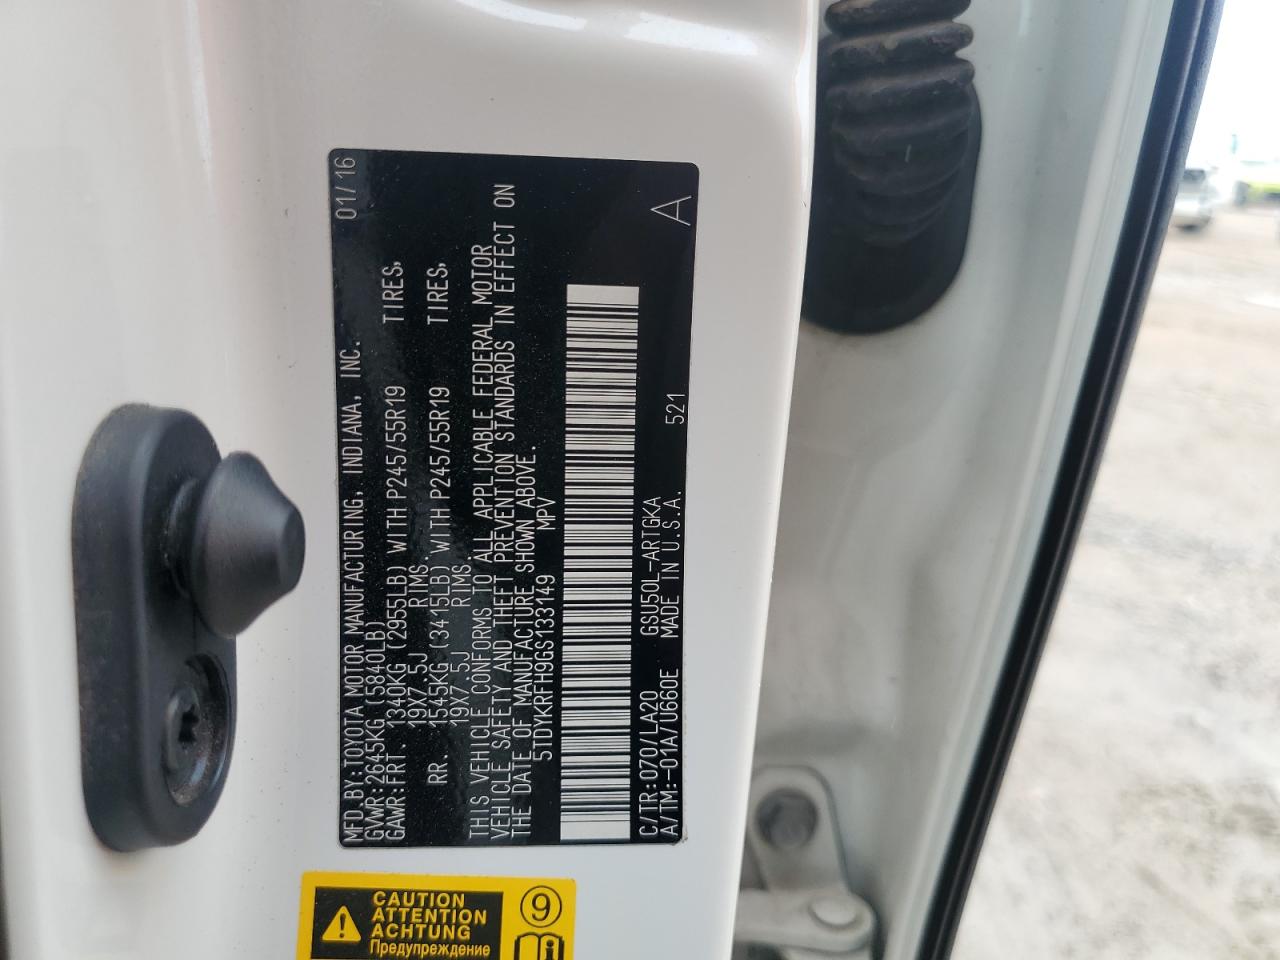 MFD.BY:TOYOTA MOTOR MANUFACTURING, INDIANA, INC. 01/16
GVWR:2645KG (5840LB)
GAWR:FRT. 1340KG (2955LB) WITH P245/55R19 TIRES,
19X7.5J RIMS.
RR. 1545KG (3415LB) WITH P245/55R19 TIRES,
19X7.5J RIMS.
THIS VEHICLE CONFORMS TO ALL APPLICABLE FEDERAL MOTOR
VEHICLE SAFETY AND THEFT PREVENTION STANDARDS IN EFFECT ON
THE DATE OF MANUFACTURE SHOWN ABOVE.
5TDYKRFH9GS133149 MPV
C/TR:070/LA20 GSU50L-ARTGKA 521 A
A/TM:-01A/U660E MADE IN U.S.A.
CAUTION
ATTENTION
ACHTUNG
Предупреждение
9